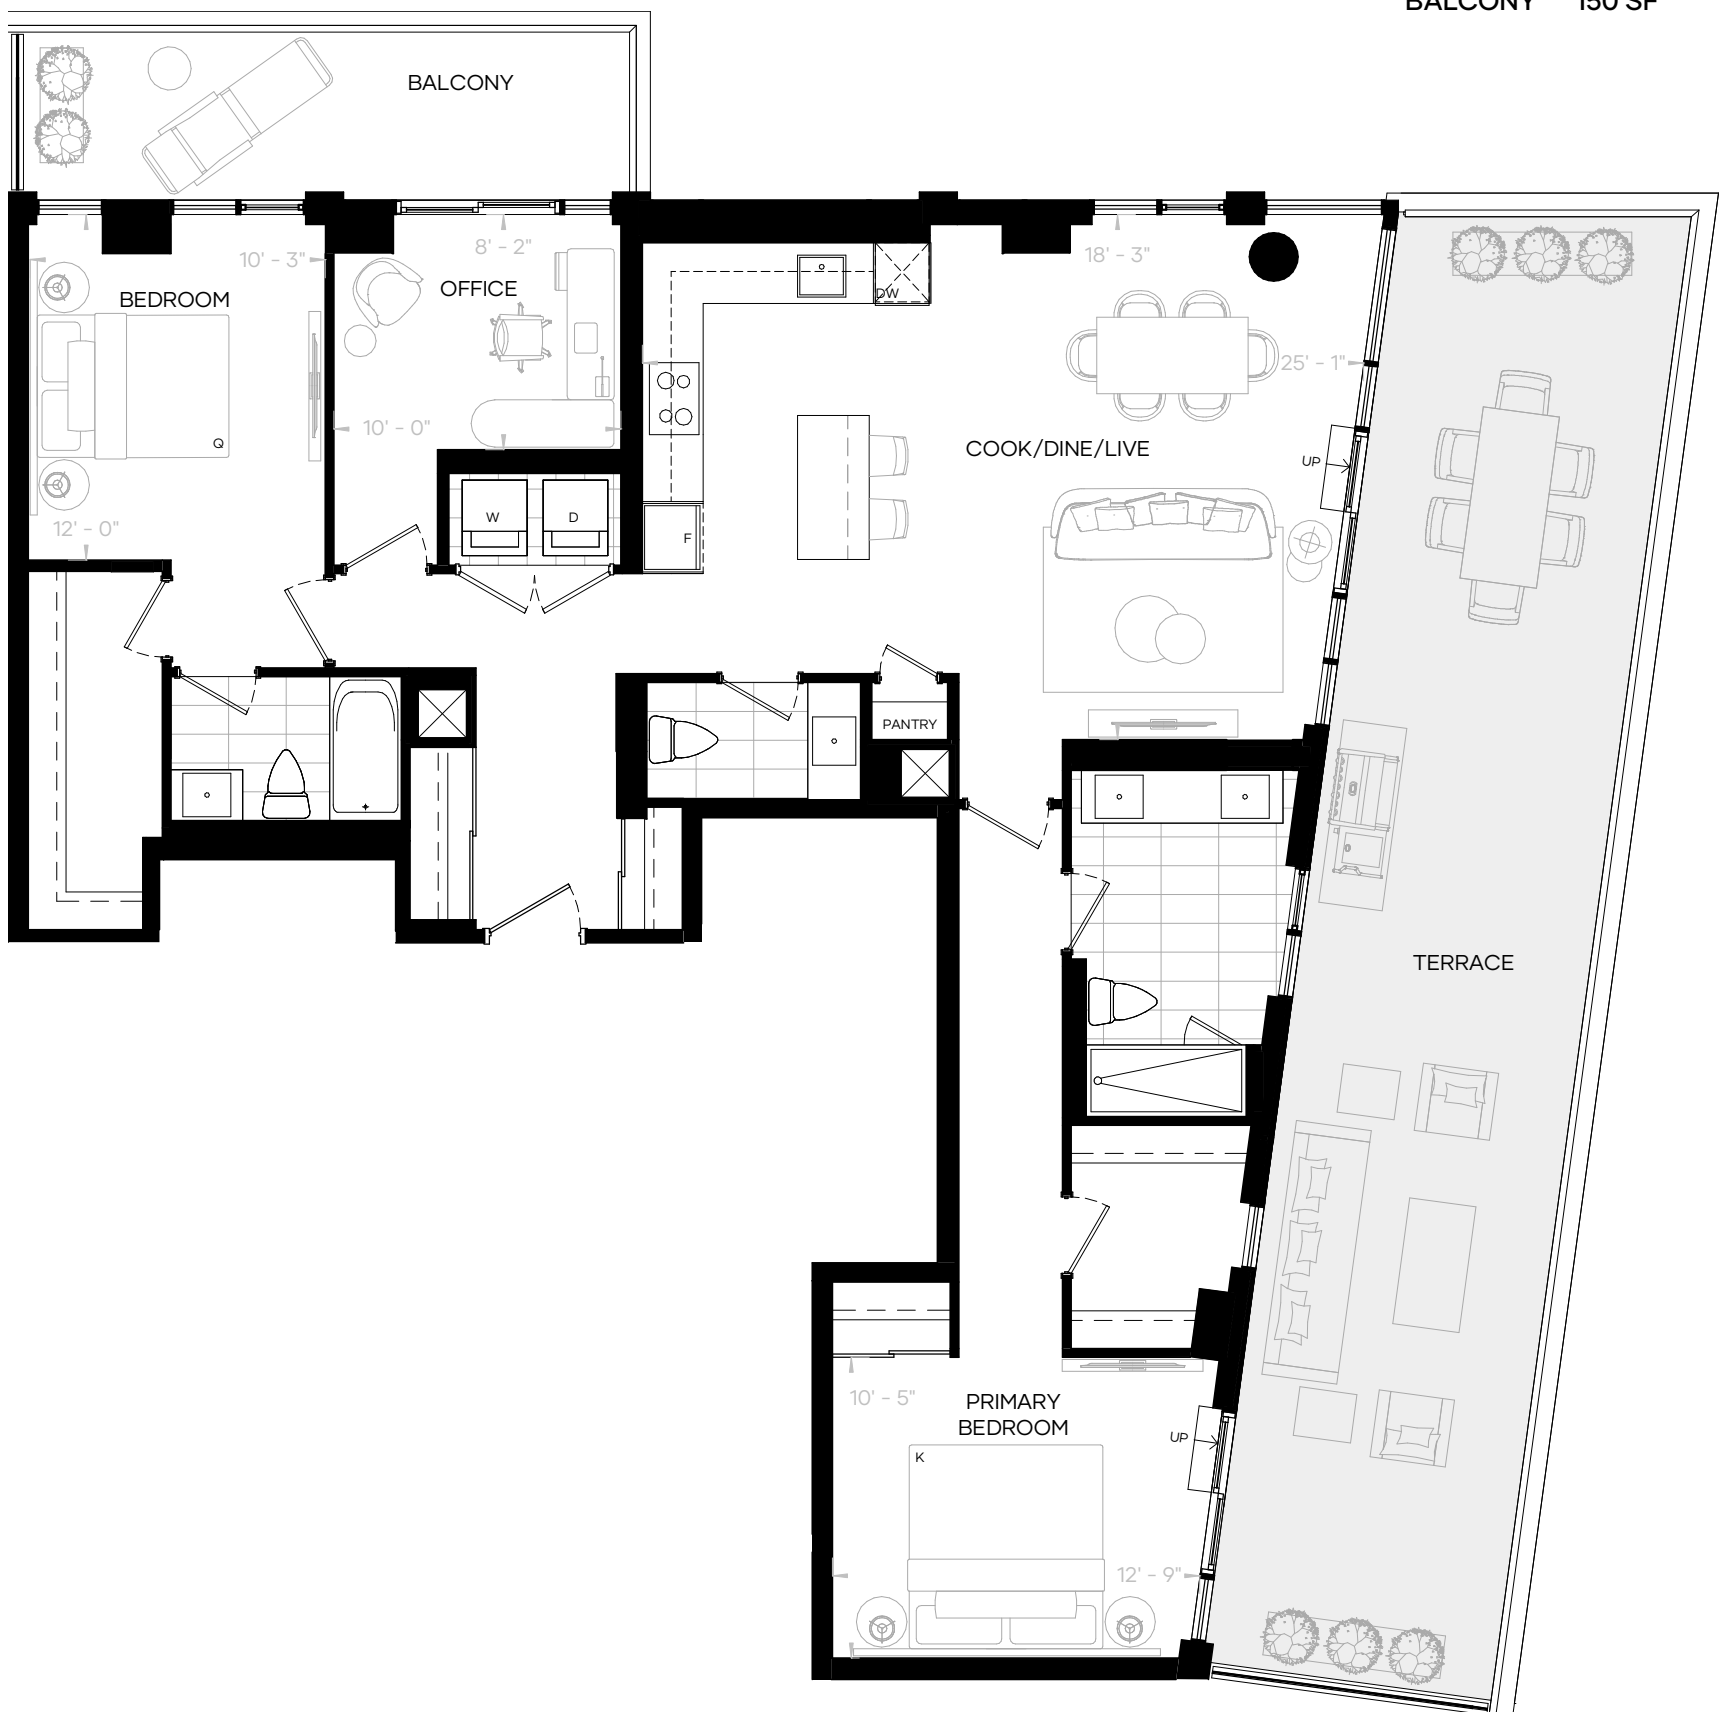 BALCONY 150 SF
BALCONY
10' - 3"
BEDROOM
Q
12' - 0"
8' - 2"
OFFICE
10' - 0"
W
D
DW
F
18' - 3"
25' - 1"
COOK/DINE/LIVE
UP
PANTRY
TERRACE
10' - 5"
PRIMARY
BEDROOM
UP
K
12' - 9"